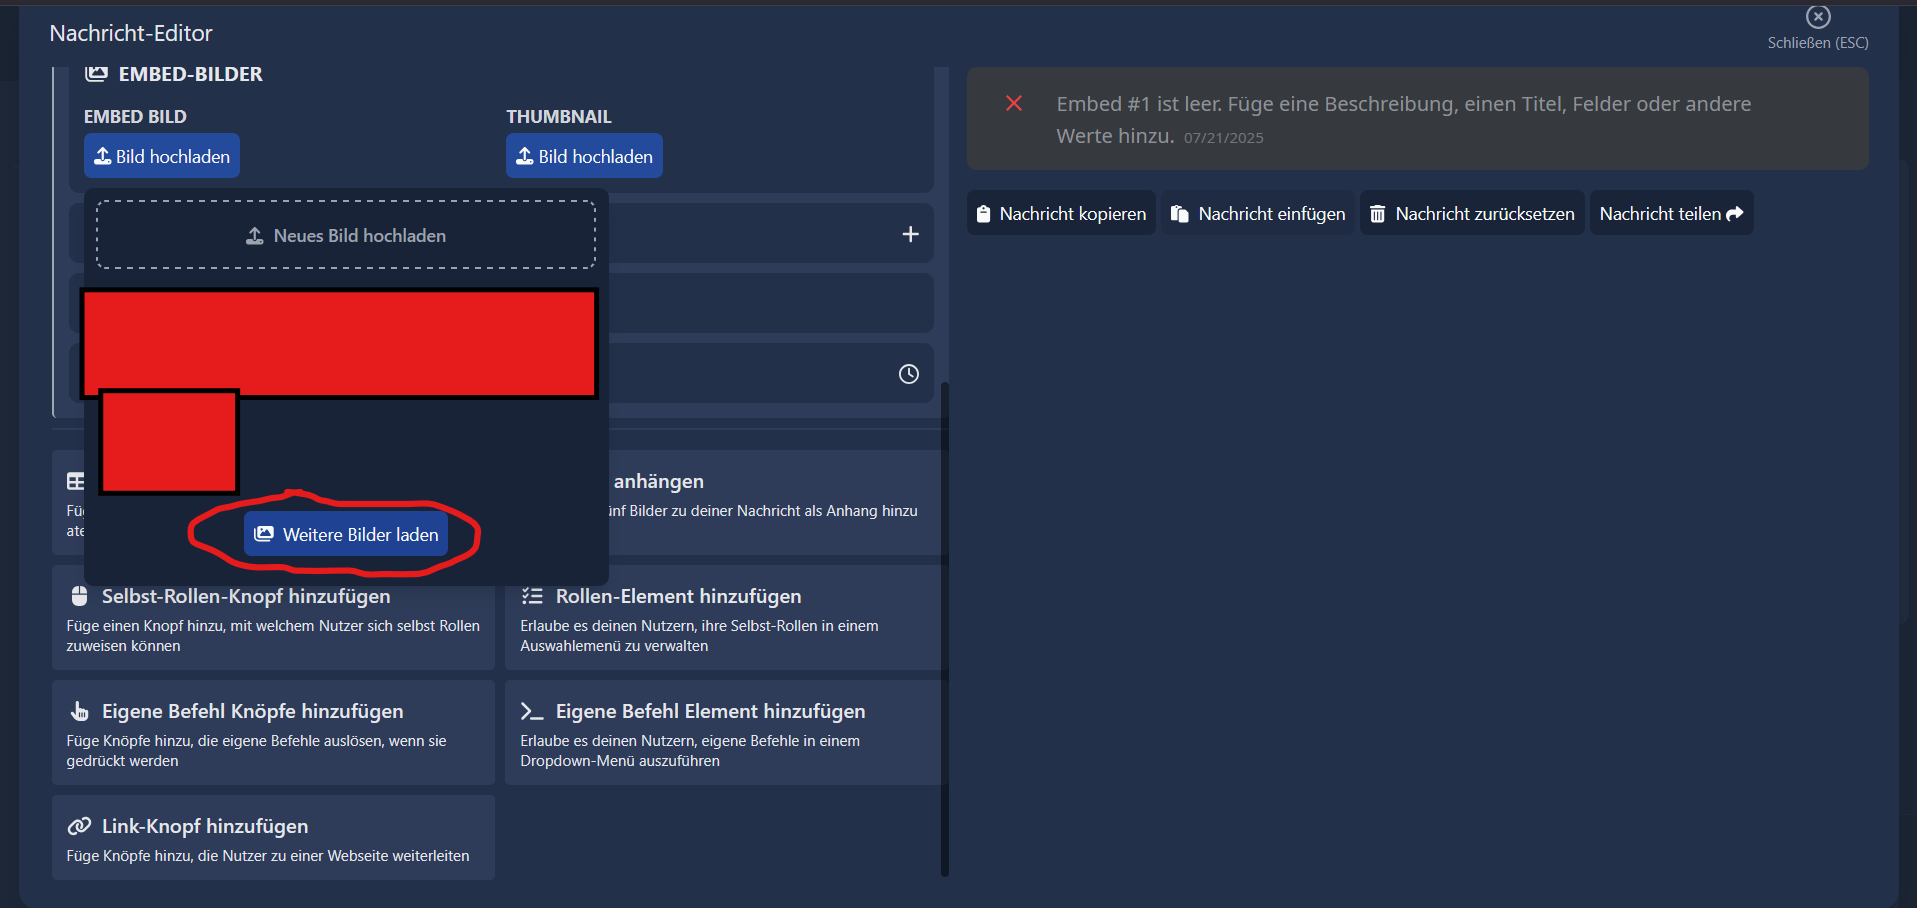 Nachricht-Editor
Schließen (ESC)
EMBED-BILDER
EMBED BILD
THUMBNAIL
Bild hochladen
Bild hochladen
Neues Bild hochladen
Weitere Bilder laden
Embed #1 ist leer. Füge eine Beschreibung, einen Titel, Felder oder andere
Werte hinzu. 07/21/2025
Nachricht kopieren
Nachricht einfügen
Nachricht zurücksetzen
Nachricht teilen
anhängen
Bilder zu deiner Nachricht als Anhang hinzu
Selbst-Rollen-Knopf hinzufügen
Füge einen Knopf hinzu, mit welchem Nutzer sich selbst Rollen
zuweisen können
Rollen-Element hinzufügen
Erlaube es deinen Nutzern, ihre Selbst-Rollen in einem
Auswahlemenü zu verwalten
Eigene Befehl Knöpfe hinzufügen
Füge Knöpfe hinzu, die eigene Befehle auslösen, wenn sie
gedrückt werden
Eigene Befehl Element hinzufügen
Erlaube es deinen Nutzern, eigene Befehle in einem
Dropdown-Menü auszuführen
Link-Knopf hinzufügen
Füge Knöpfe hinzu, die Nutzer zu einer Webseite weiterleiten